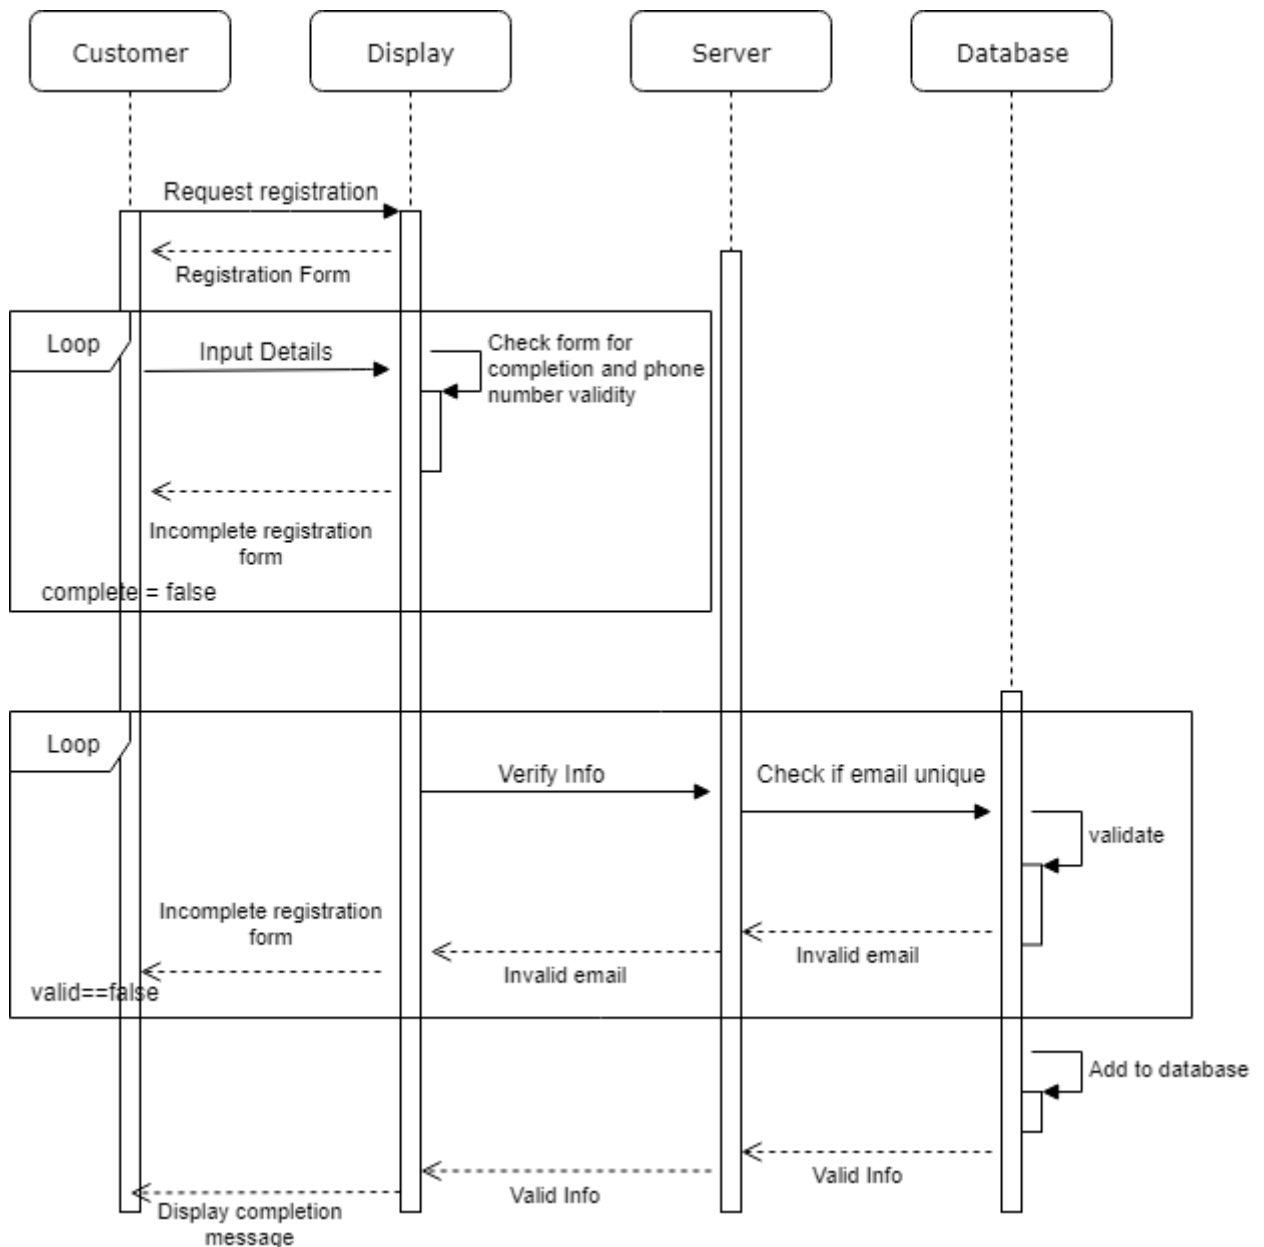 Customer
Display
Server
Database
Request registration
Registration Form
Loop
Input Details
Check form for
completion and phone
number validity
Incomplete registration
form
complete = false
Loop
Verify Info
Check if email unique
validate
Incomplete registration
form
Invalid email
Invalid email
valid==false
Add to database
Valid Info
Valid Info
Display completion
message